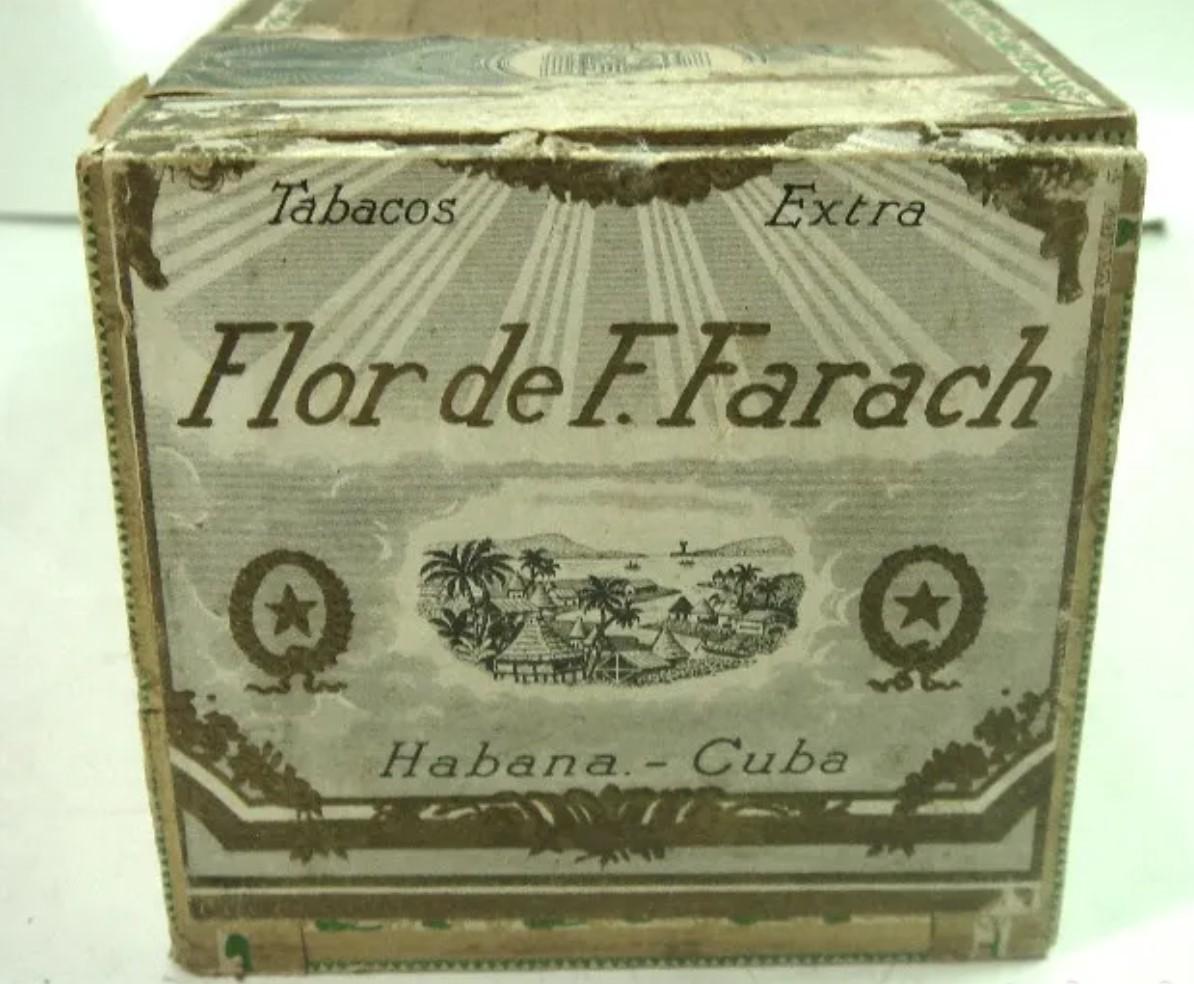 Tabacos Extra
Flor de F. Farach
Habana. - Cuba